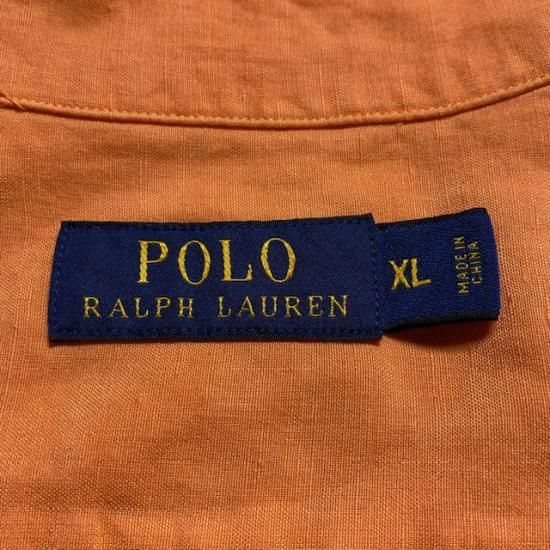 POLO
RALPH LAUREN
XL
MADE IN
CHINA